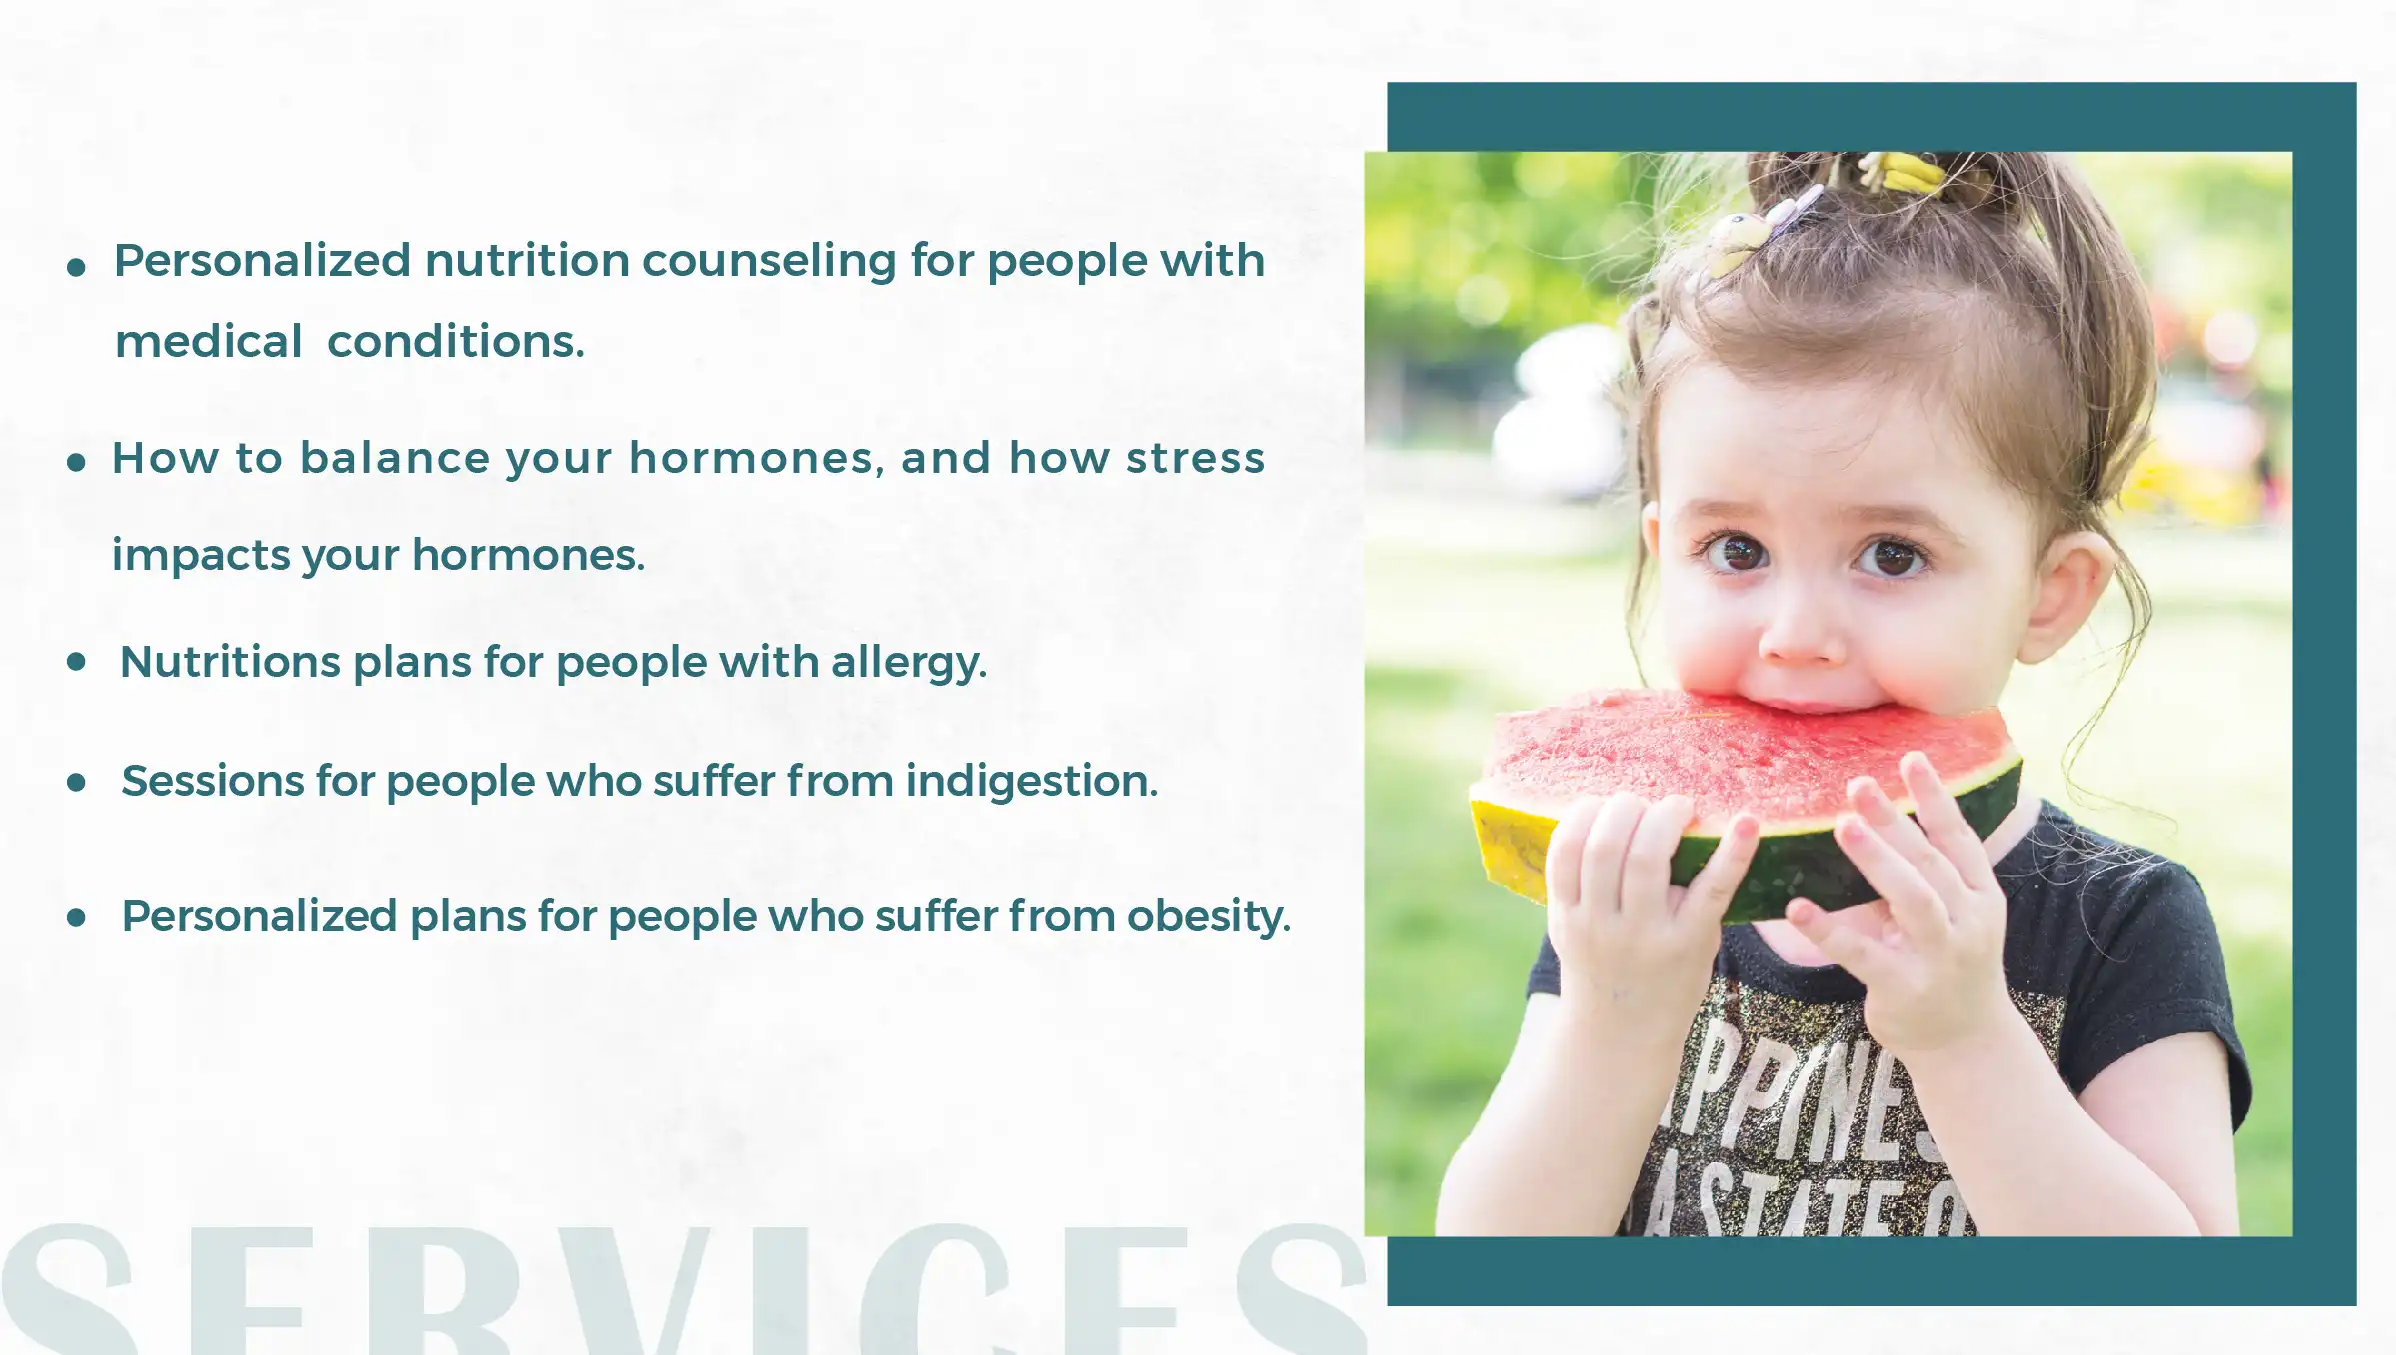 • Personalized nutrition counseling for people with
medical conditions.
• How to balance your hormones, and how stress
impacts your hormones.
• Nutritions plans for people with allergy.
• Sessions for people who suffer from indigestion.
• Personalized plans for people who suffer from obesity.
PPINES
A STATE O
SERVICES